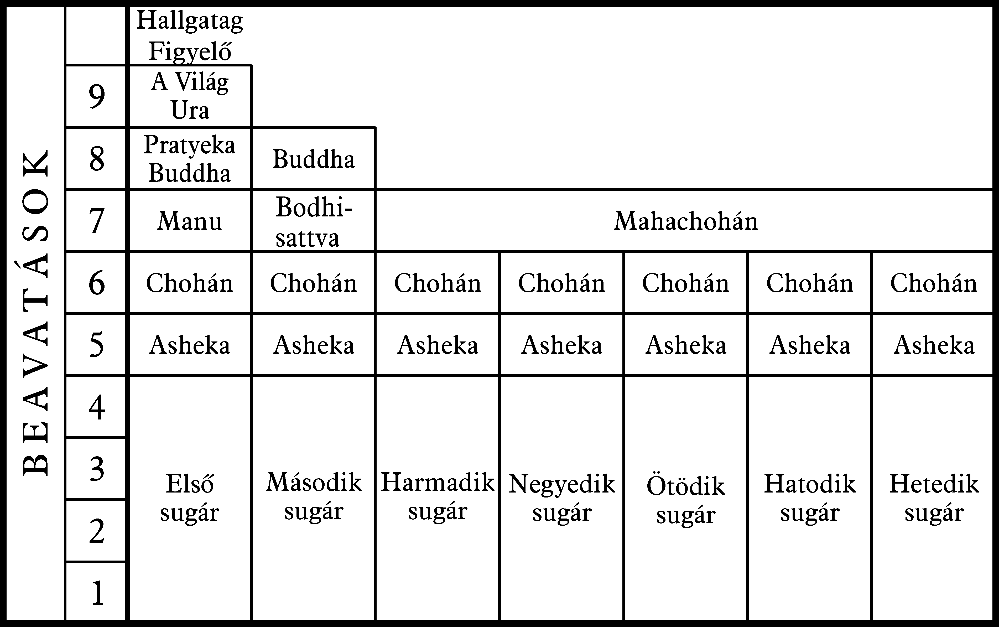 BEAVATÁSOK
Hallgatag
Figyelő
9
A Világ
Ura
8
Pratyeka
Buddha
Buddha
7
Manu
Bodhi-
sattva
Mahachohán
6
Chohán
Chohán
Chohán
Chohán
Chohán
Chohán
Chohán
5
Asheka
Asheka
Asheka
Asheka
Asheka
Asheka
Asheka
4
3
2
1
Első
sugár
Második
sugár
Harmadik
sugár
Negyedik
sugár
Ötödik
sugár
Hatodik
sugár
Hetedik
sugár